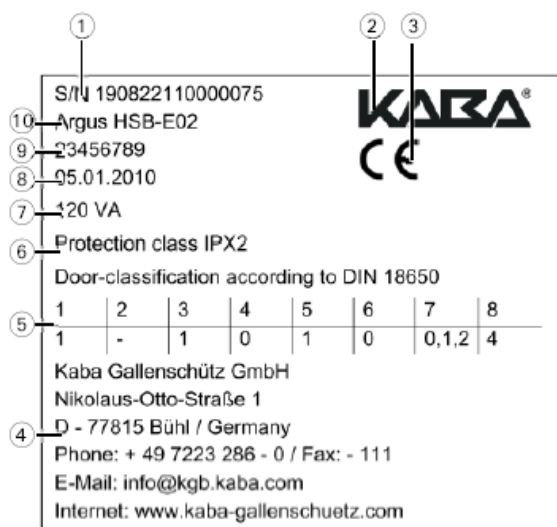 1 2 3
S/N 190822110000075
KABA®
10 Argus HSB-E02
CE
9 23456789
8 05.01.2010
7 120 VA
6 Protection class IPX2
Door-classification according to DIN 18650
1 2 3 4 5 6 7 8
5
1 - 1 0 1 0 0,1,2 4
Kaba Gallenschütz GmbH
Nikolaus-Otto-Straße 1
4 D - 77815 Bühl / Germany
Phone: + 49 7223 286 - 0 / Fax: - 111
E-Mail: info@kgb.kaba.com
Internet: www.kaba-gallenschuetz.com